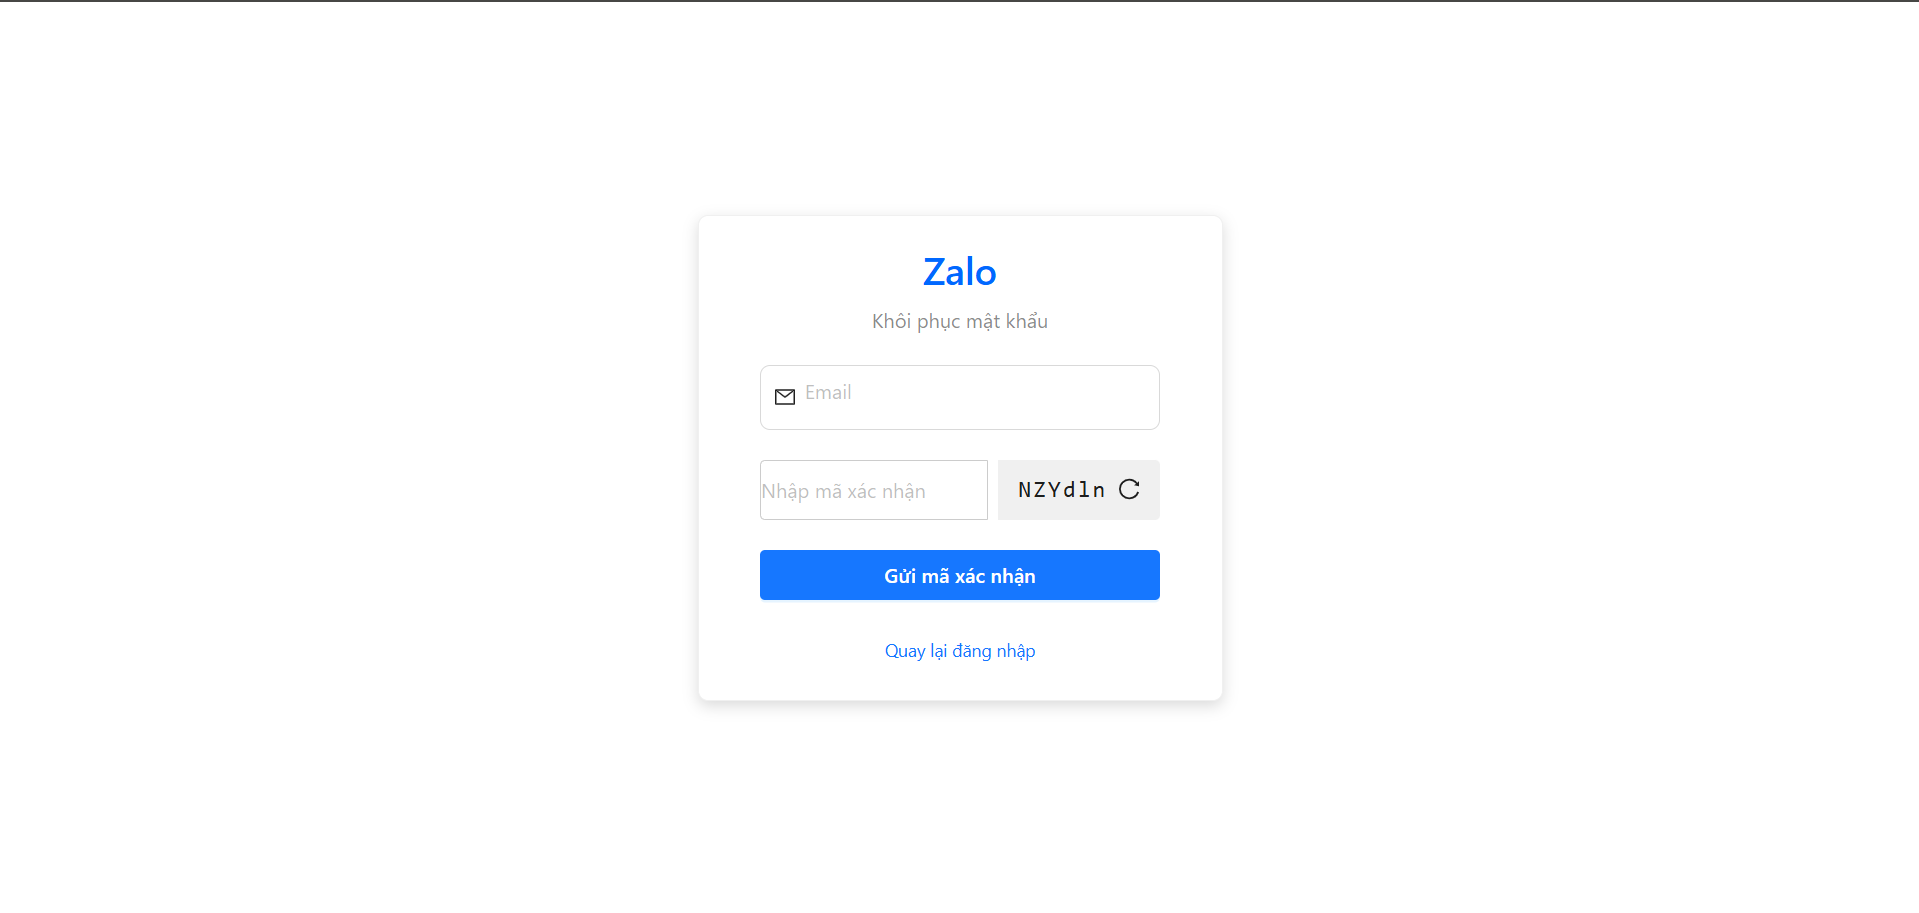 Zalo
Khôi phục mật khẩu
Email
Nhập mã xác nhận
NZYdln
Gửi mã xác nhận
Quay lại đăng nhập